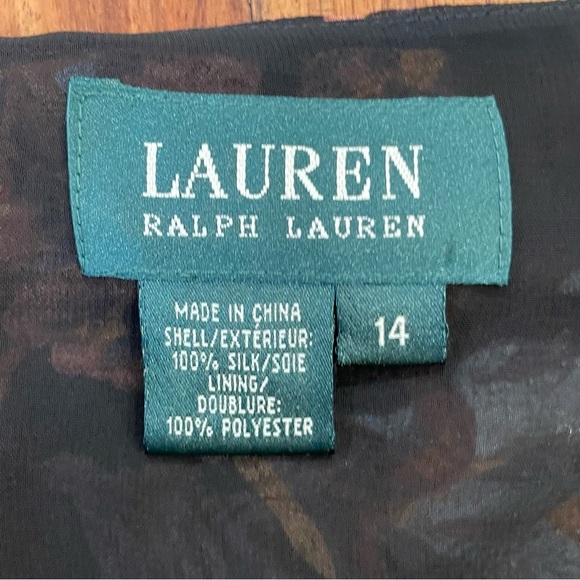 LAUREN
RALPH LAUREN
MADE IN CHINA
SHELL/EXTÉRIEUR:
100% SILK/SOIE
LINING/
DOUBLURE:
100% POLYESTER
14